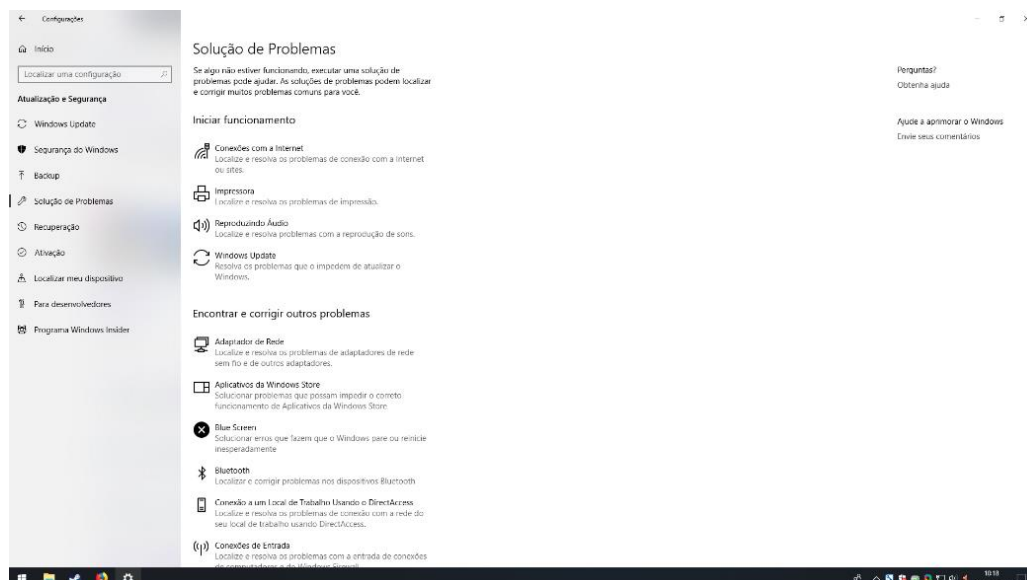 Configurações
Início
Localizar uma configuração
Atualização e Segurança
Windows Update
Segurança do Windows
Backup
Solução de Problemas
Recuperação
Ativação
Localizar meu dispositivo
Para desenvolvedores
Programa Windows Insider
Solução de Problemas
Se algo não estiver funcionando, executar uma solução de
problemas pode ajudar. As soluções de problemas podem localizar
e corrigir muitos problemas comuns para você.
Iniciar funcionamento
Conexões com a Internet
Localize e resolva os problemas de conexão com a Internet
ou sites.
Impressora
Localize e resolva os problemas de impressão.
Reproduzindo Áudio
Localize e resolva problemas com a reprodução de sons.
Windows Update
Resolva os problemas que o impedem de atualizar o
Windows.
Encontrar e corrigir outros problemas
Adaptador de Rede
Localize e resolva os problemas de adaptadores de rede
sem fio e de outros adaptadores.
Aplicativos da Windows Store
Solucionar problemas que possam impedir o correto
funcionamento de Aplicativos da Windows Store
Blue Screen
Solucionar erros que fazem que o Windows pare ou reinicie
inesperadamente
Bluetooth
Localizar e corrigir problemas nos dispositivos Bluetooth
Conexão a um Local de Trabalho Usando o DirectAccess
Localize e resolva os problemas de conexão com a rede do
seu local de trabalho usando DirectAccess.
Conexões de Entrada
Localize e resolva os problemas com a entrada de conexões
de computadores e do Windows Firewall
Perguntas?
Obtenha ajuda
Ajude a aprimorar o Windows
Envie seus comentários
10:18